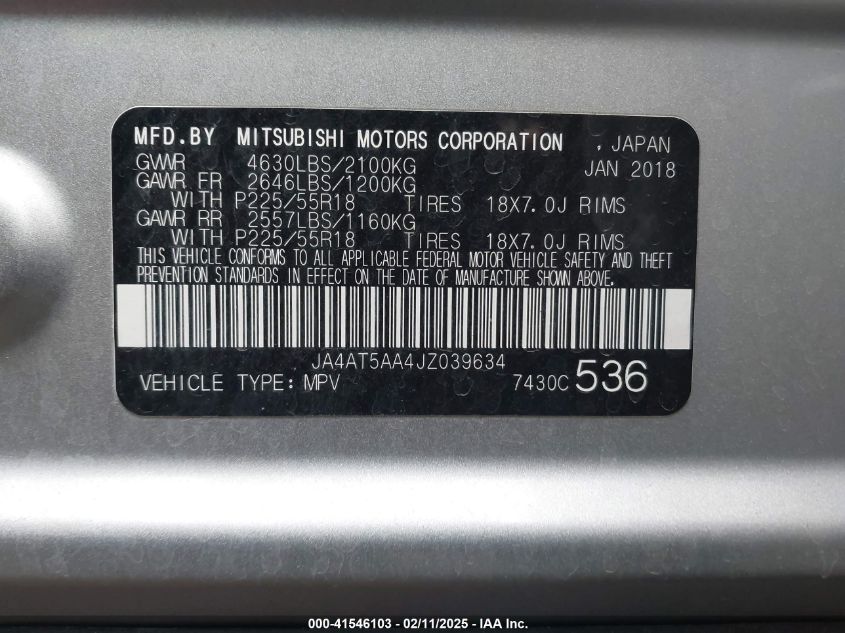 MFD.BY MITSUBISHI MOTORS CORPORATION , JAPAN
GVWR 4630LBS/2100KG JAN 2018
GAWR FR 2646LBS/1200KG
WITH P225/55R18 TIRES 18X7.0J RIMS
GAWR RR 2557LBS/1160KG
WITH P225/55R18 TIRES 18X7.0J RIMS
THIS VEHICLE CONFORMS TO ALL APPLICABLE FEDERAL MOTOR VEHICLE SAFETY AND THEFT
PREVENTION STANDARDS IN EFFECT ON THE DATE OF MANUFACTURE SHOWN ABOVE.
JA4AT5AA4JZ039634
VEHICLE TYPE: MPV 7430C 536
000-41546103 - 02/11/2025 - IAA Inc.